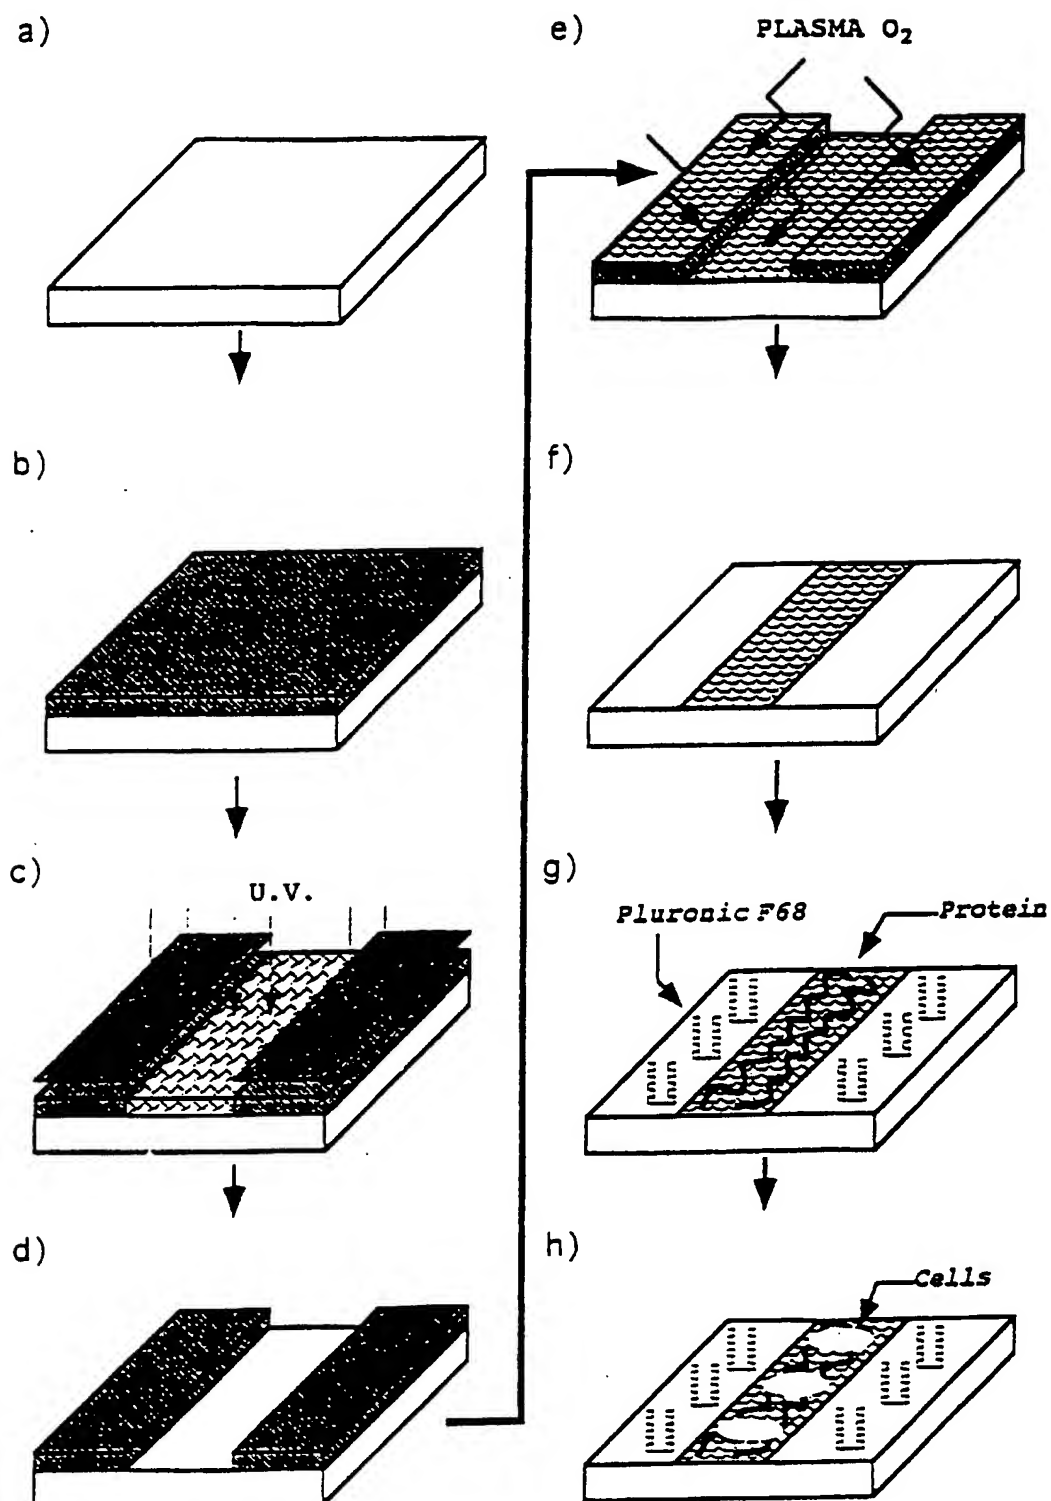 a)
b)
c)
U.V.
d)
e)
PLASMA O₂
f)
g)
Pluronic F68
Protein
h)
Cells